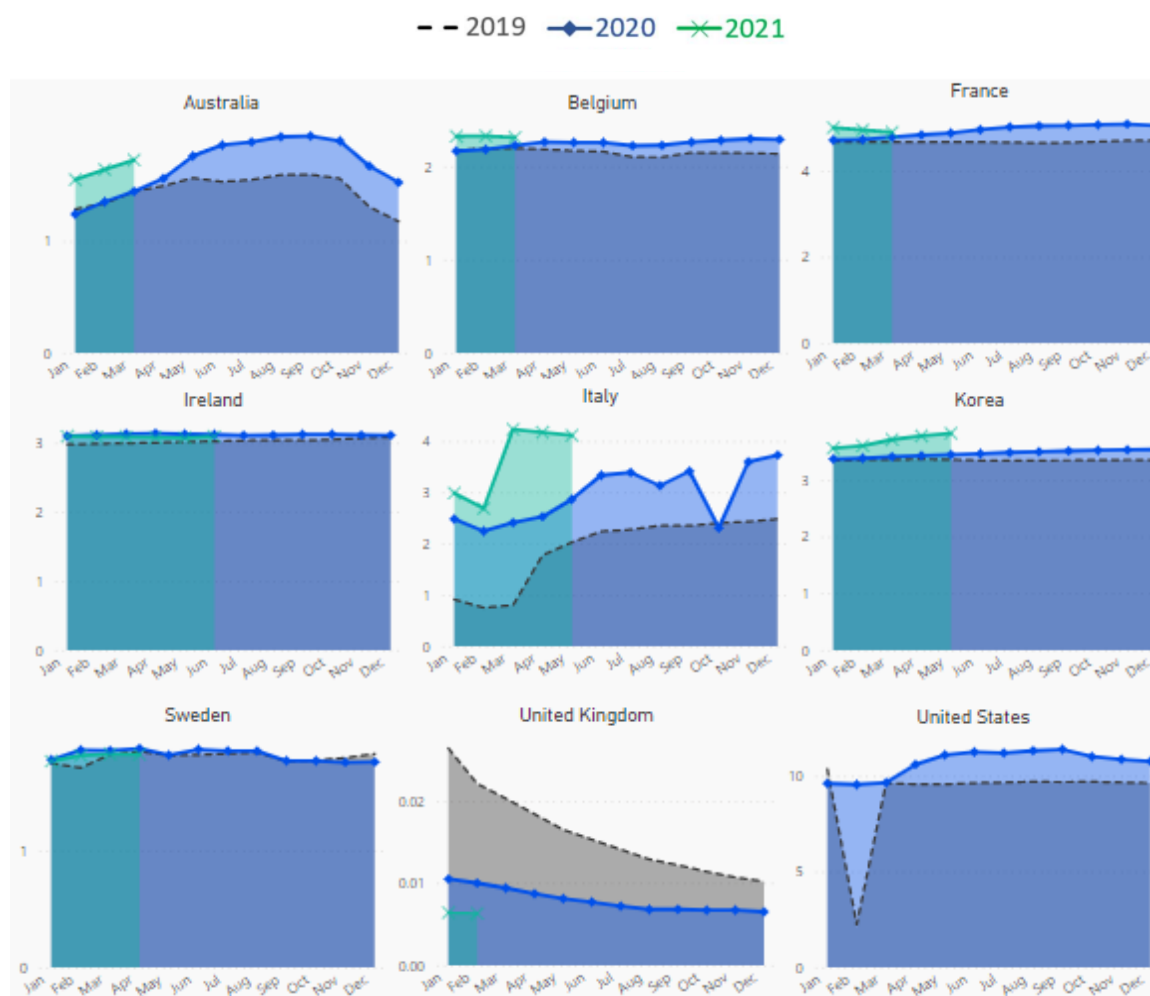 2019 2020 2021
Australia
1
0
Jan Feb Mar Apr May Jun Jul Aug Sep Oct Nov Dec
Belgium
2
1
0
Jan Feb Mar Apr May Jun Jul Aug Sep Oct Nov Dec
France
4
2
0
Jan Feb Mar Apr May Jun Jul Aug Sep Oct Nov Dec
Ireland
3
2
1
0
Jan Feb Mar Apr May Jun Jul Aug Sep Oct Nov Dec
Italy
4
3
2
1
0
Jan Feb Mar Apr May Jun Jul Aug Sep Oct Nov Dec
Korea
3
2
1
0
Jan Feb Mar Apr May Jun Jul Aug Sep Oct Nov Dec
Sweden
1
0
Jan Feb Mar Apr May Jun Jul Aug Sep Oct Nov Dec
United Kingdom
0.02
0.01
0.00
Jan Feb Mar Apr May Jun Jul Aug Sep Oct Nov Dec
United States
10
5
0
Jan Feb Mar Apr May Jun Jul Aug Sep Oct Nov Dec